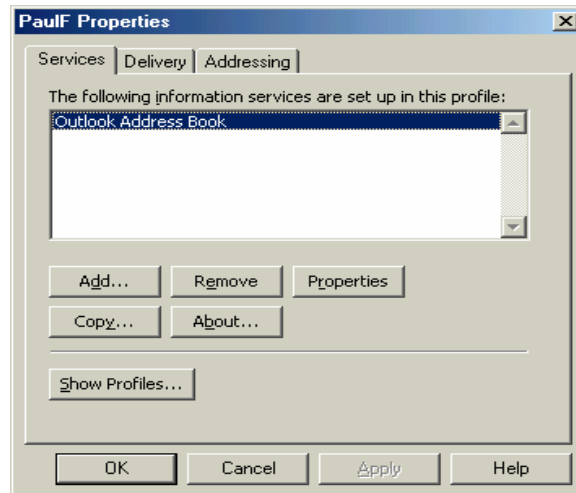 PaulF Properties
Services Delivery Addressing
The following information services are set up in this profile:
Outlook Address Book
Add... Remove Properties
Copy... About...
Show Profiles...
OK Cancel Apply Help